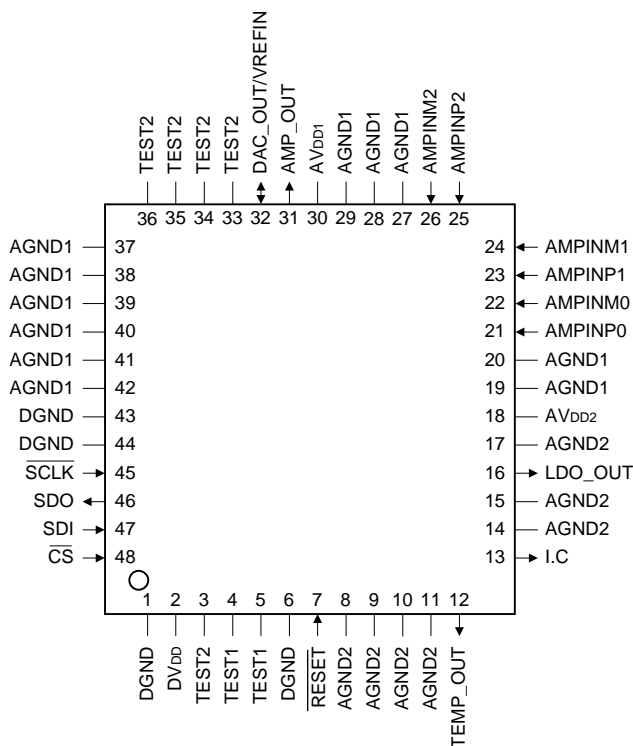 TEST2
TEST2
TEST2
TEST2
DAC_OUT/VREFIN
AMP_OUT
AVDD1
AGND1
AGND1
AGND1
AMPINM2
AMPINP2
36 35 34 33 32 31 30 29 28 27 26 25
AGND1 37
AGND1 38
AGND1 39
AGND1 40
AGND1 41
AGND1 42
DGND 43
DGND 44
SCLK 45
SDO 46
SDI 47
CS 48
24 AMPINM1
23 AMPINP1
22 AMPINM0
21 AMPINP0
20 AGND1
19 AGND1
18 AVDD2
17 AGND2
16 LDO_OUT
15 AGND2
14 AGND2
13 I.C
1 2 3 4 5 6 7 8 9 10 11 12
DGND
DVDD
TEST2
TEST1
TEST1
DGND
RESET
AGND2
AGND2
AGND2
AGND2
TEMP_OUT